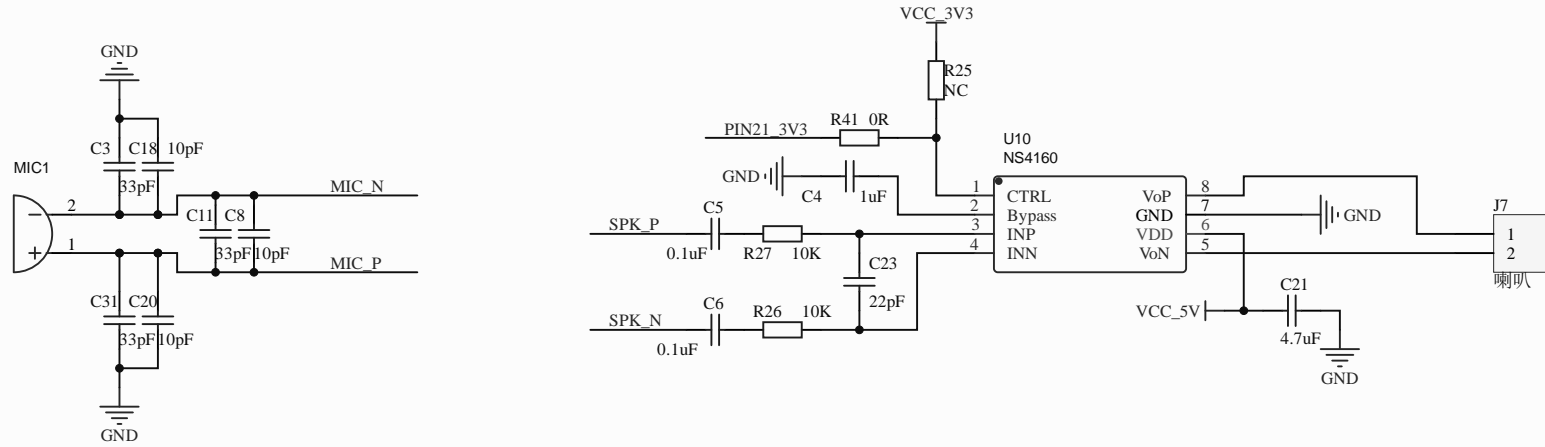 GND
C3
C18
10pF
33pF
MIC1
2
1
MIC_N
C11
C8
33pF
10pF
MIC_P
C31
C20
33pF
10pF
GND
VCC_3V3
R25
NC
PIN21_3V3
R41 0R
GND
C4
1uF
U10
NS4160
1
CTRL
2
Bypass
3
INP
4
INN
VoP
8
GND
7
VDD
6
VoN
5
GND
J7
1
2
喇叭
SPK_P
C5
0.1uF
R27
10K
C23
22pF
SPK_N
C6
0.1uF
R26
10K
VCC_5V
C21
4.7uF
GND